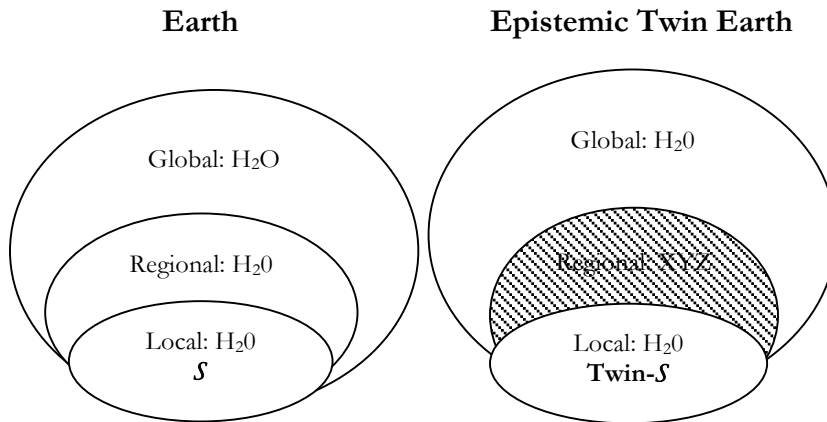 Earth
Global: H₂O
Regional: H₂0
Local: H₂0
S
Epistemic Twin Earth
Global: H₂0
Regional: XYZ
Local: H₂0
Twin-S